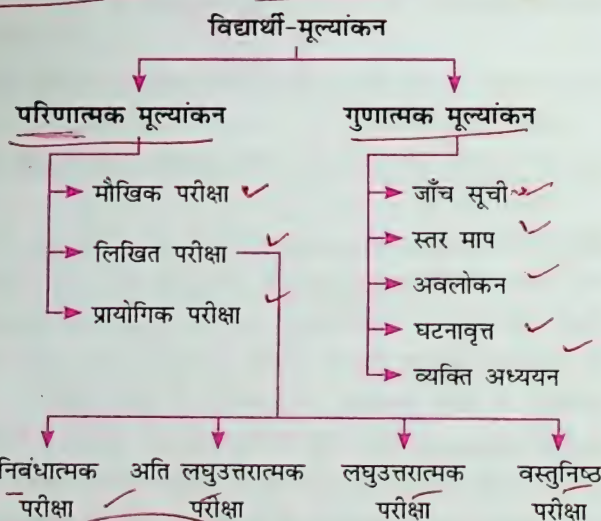 विद्यार्थी-मूल्यांकन
परिणात्मक मूल्यांकन
गुणात्मक मूल्यांकन
मौखिक परीक्षा
लिखित परीक्षा
प्रायोगिक परीक्षा
जाँच सूची
स्तर माप
अवलोकन
घटनावृत्त
व्यक्ति अध्ययन
निबंधात्मक परीक्षा
अति लघुउत्तरात्मक परीक्षा
लघुउत्तरात्मक परीक्षा
वस्तुनिष्ठ परीक्षा